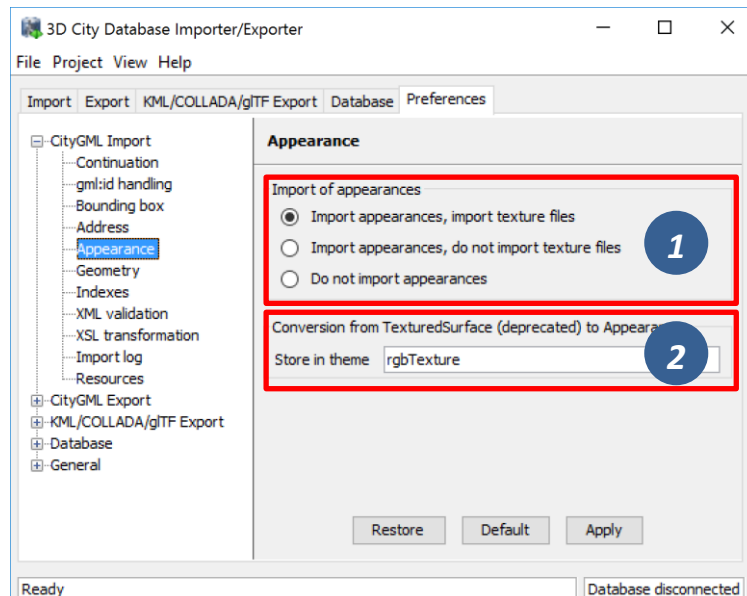 3D City Database Importer/Exporter
File Project View Help
Import Export KML/COLLADA/glTF Export Database Preferences
CityGML Import
Continuation
gml:id handling
Bounding box
Address
Appearance
Geometry
Indexes
XML validation
XSL transformation
Import log
Resources
CityGML Export
KML/COLLADA/glTF Export
Database
General
Appearance
Import of appearances
Import appearances, import texture files
Import appearances, do not import texture files
Do not import appearances
1
Conversion from TexturedSurface (deprecated) to
Store in theme rgbTexture
2
Restore Default Apply
Ready Database disconnected